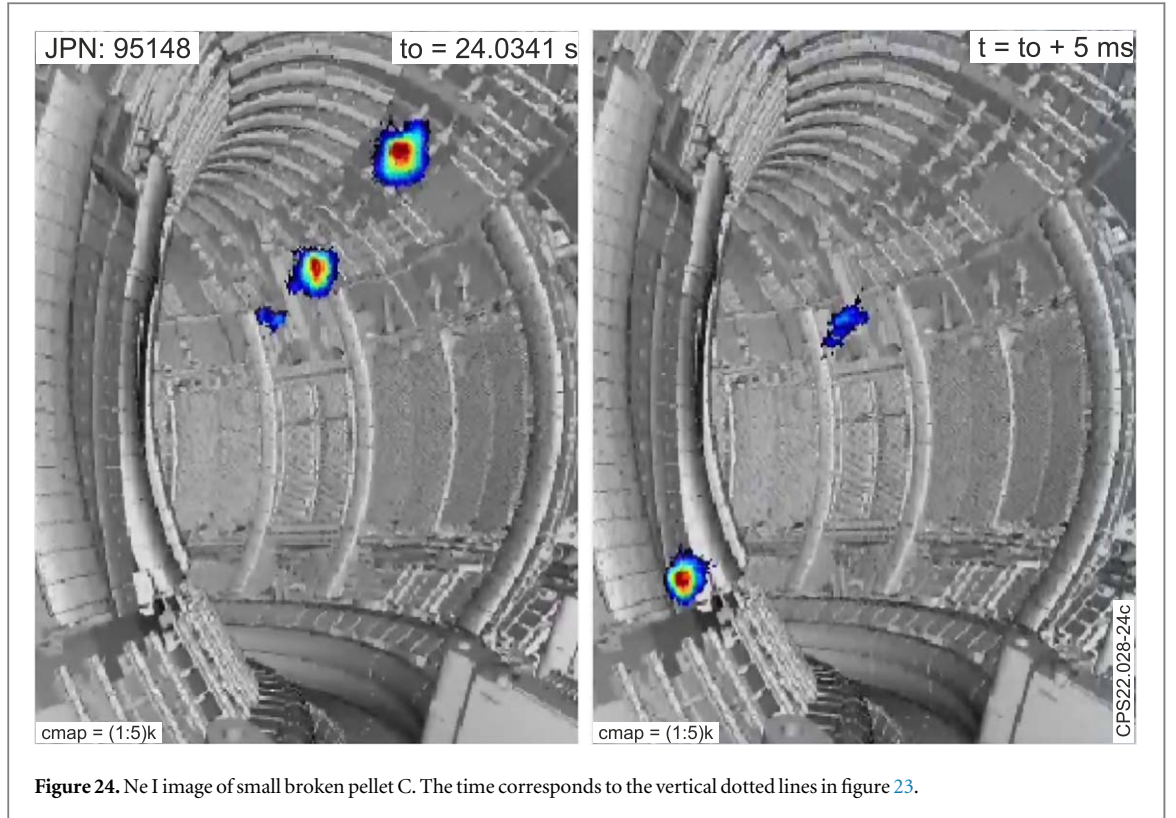 JPN: 95148
to = 24.0341 s
t = to + 5 ms
cmap = (1:5)k
cmap = (1:5)k
CPS22.028-24c
Figure 24. Ne I image of small broken pellet C. The time corresponds to the vertical dotted lines in figure 23.